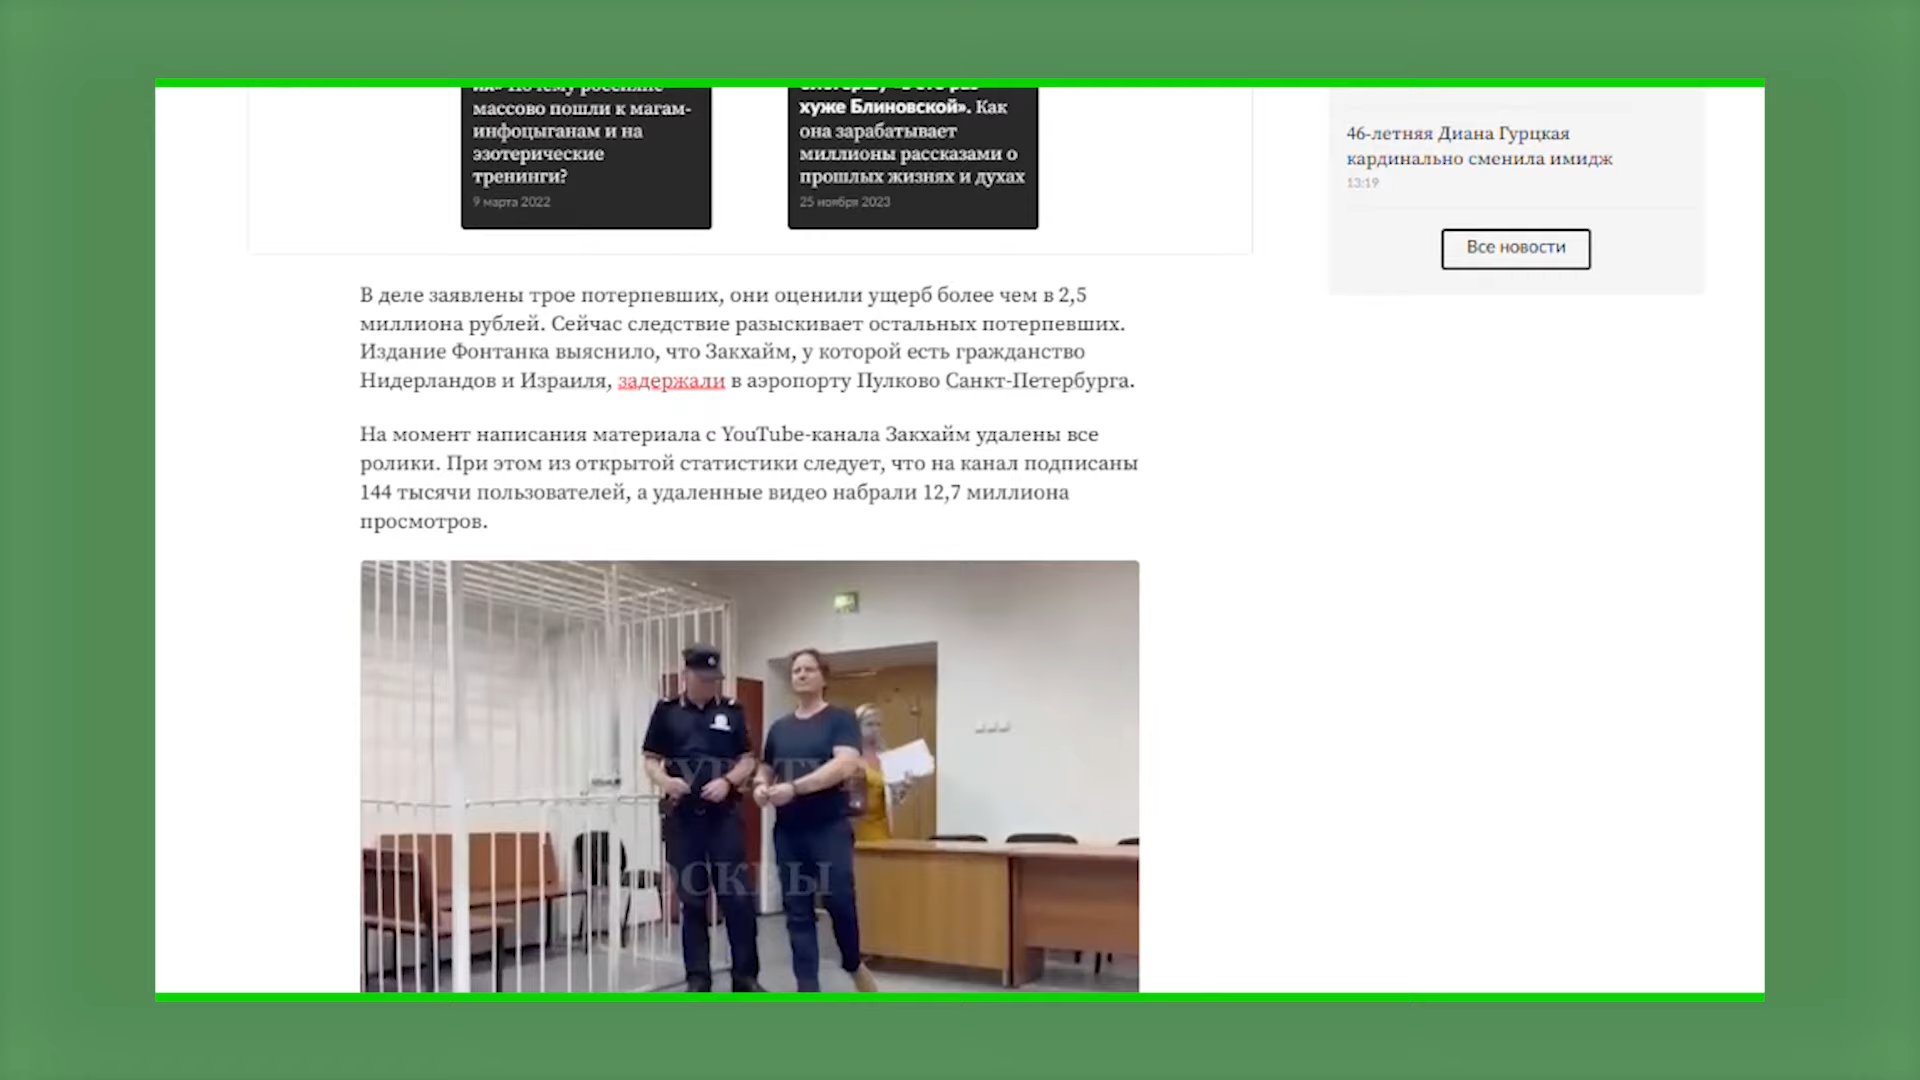 массово пошли к магам-
инфоцыганам и на
эзотерические
тренинги?
9 марта 2022
хуже Блиновской». Как
она зарабатывает
миллионы рассказами о
прошлых жизнях и духах
25 ноября 2023
46-летняя Диана Гурцкая
кардинально сменила имидж
13:19
Все новости
В деле заявлены трое потерпевших, они оценили ущерб более чем в 2,5
миллиона рублей. Сейчас следствие разыскивает остальных потерпевших.
Издание Фонтанка выяснило, что Закхайм, у которой есть гражданство
Нидерландов и Израиля, задержали в аэропорту Пулково Санкт-Петербурга.
На момент написания материала с YouTube-канала Закхайм удалены все
ролики. При этом из открытой статистики следует, что на канал подписаны
144 тысячи пользователей, а удаленные видео набрали 12,7 миллиона
просмотров.